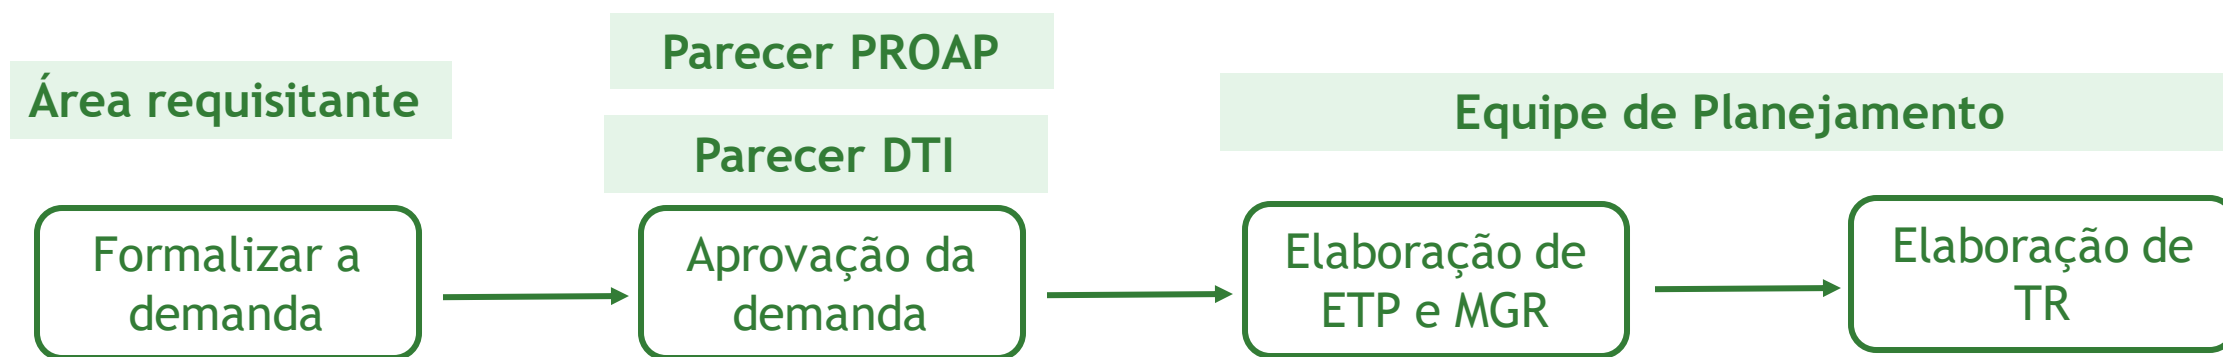 Área requisitante
Parecer PROAP
Parecer DTI
Equipe de Planejamento
Formalizar a
demanda
Aprovação da
demanda
Elaboração de
ETP e MGR
Elaboração de
TR